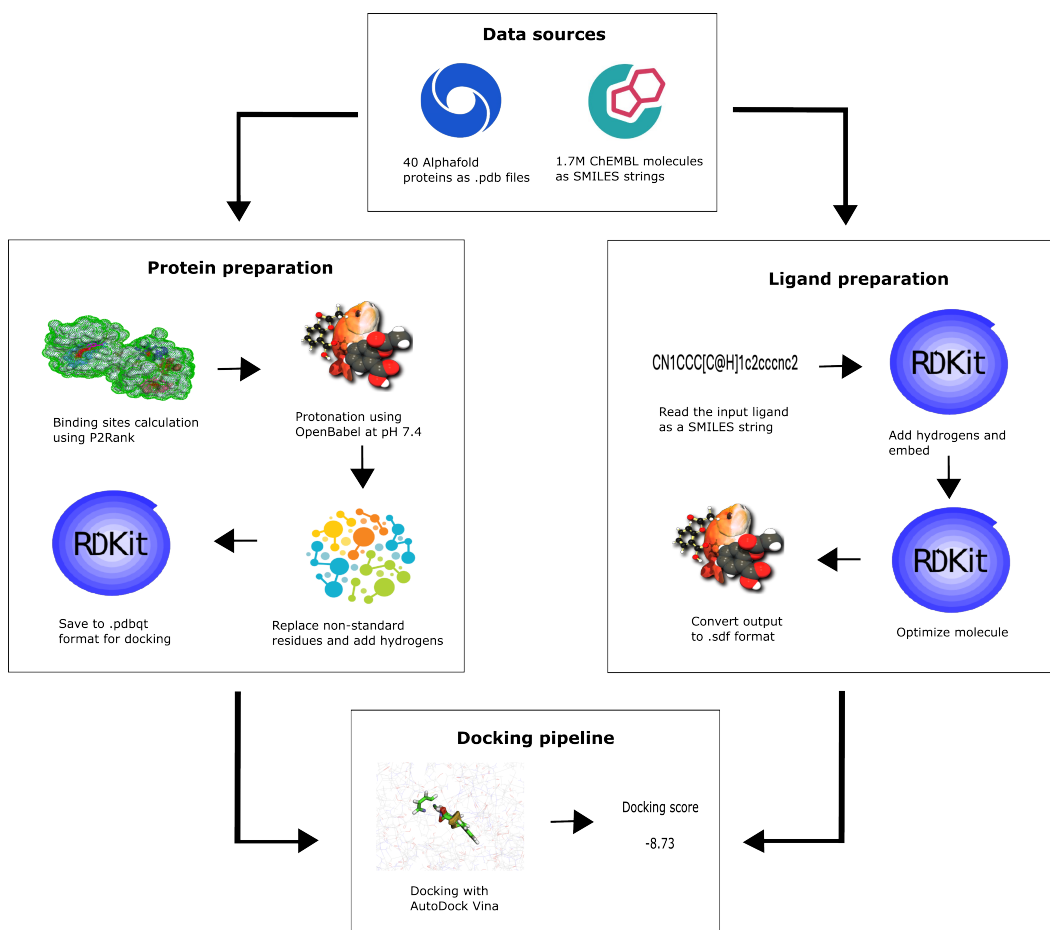 Data sources
40 Alphafold
proteins as .pdb files
1.7M ChEMBL molecules
as SMILES strings
Protein preparation
Binding sites calculation
using P2Rank
Protonation using
OpenBabel at pH 7.4
RDKit
Save to .pdbqt
format for docking
Replace non-standard
residues and add hydrogens
Ligand preparation
CN1CCC[C@H]1c2cccnc2
Read the input ligand
as a SMILES string
RDKit
Add hydrogens and
embed
Convert output
to .sdf format
RDKit
Optimize molecule
Docking pipeline
Docking with
AutoDock Vina
Docking score
-8.73